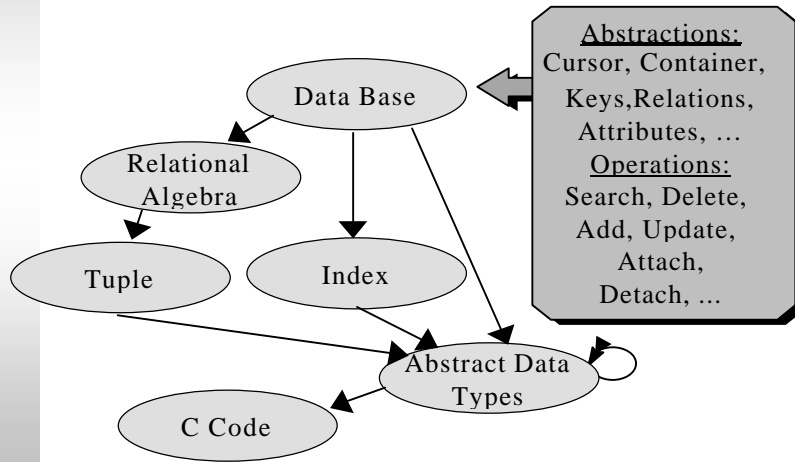 Abstractions:
Cursor, Container,
Keys,Relations,
Attributes, ...
Operations:
Search, Delete,
Add, Update,
Attach,
Detach, ...
Data Base
Relational
Algebra
Tuple
Index
Abstract Data
Types
C Code